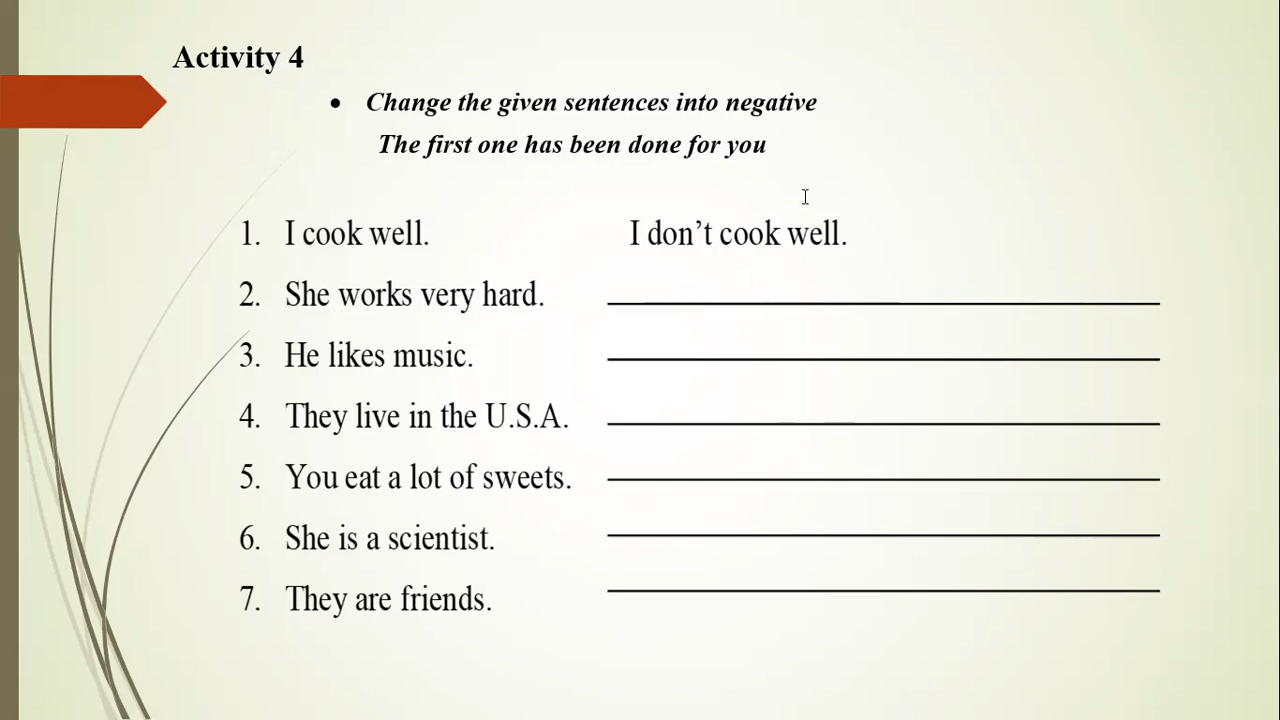 Activity 4
• Change the given sentences into negative
The first one has been done for you
1. I cook well. I don’t cook well.
2. She works very hard.
3. He likes music.
4. They live in the U.S.A.
5. You eat a lot of sweets.
6. She is a scientist.
7. They are friends.